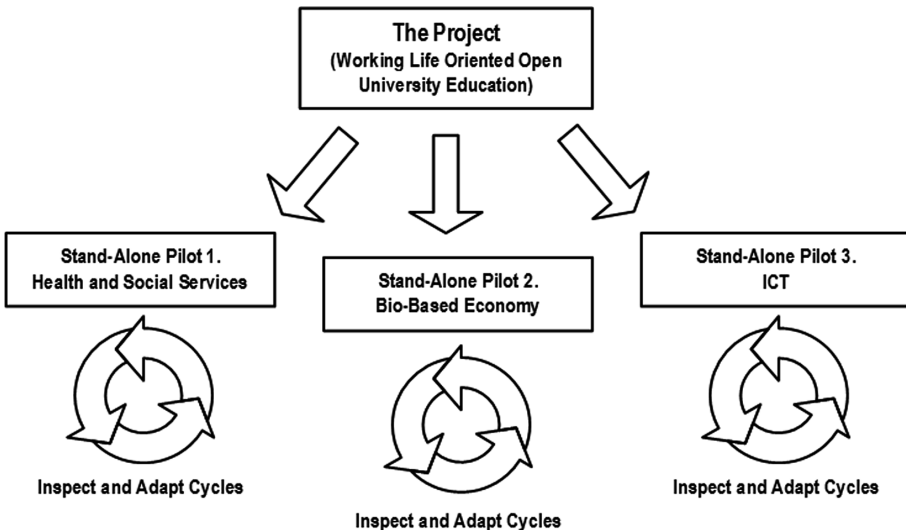 The Project
(Working Life Oriented Open
University Education)
Stand-Alone Pilot 1.
Health and Social Services
Stand-Alone Pilot 2.
Bio-Based Economy
Stand-Alone Pilot 3.
ICT
Inspect and Adapt Cycles
Inspect and Adapt Cycles
Inspect and Adapt Cycles